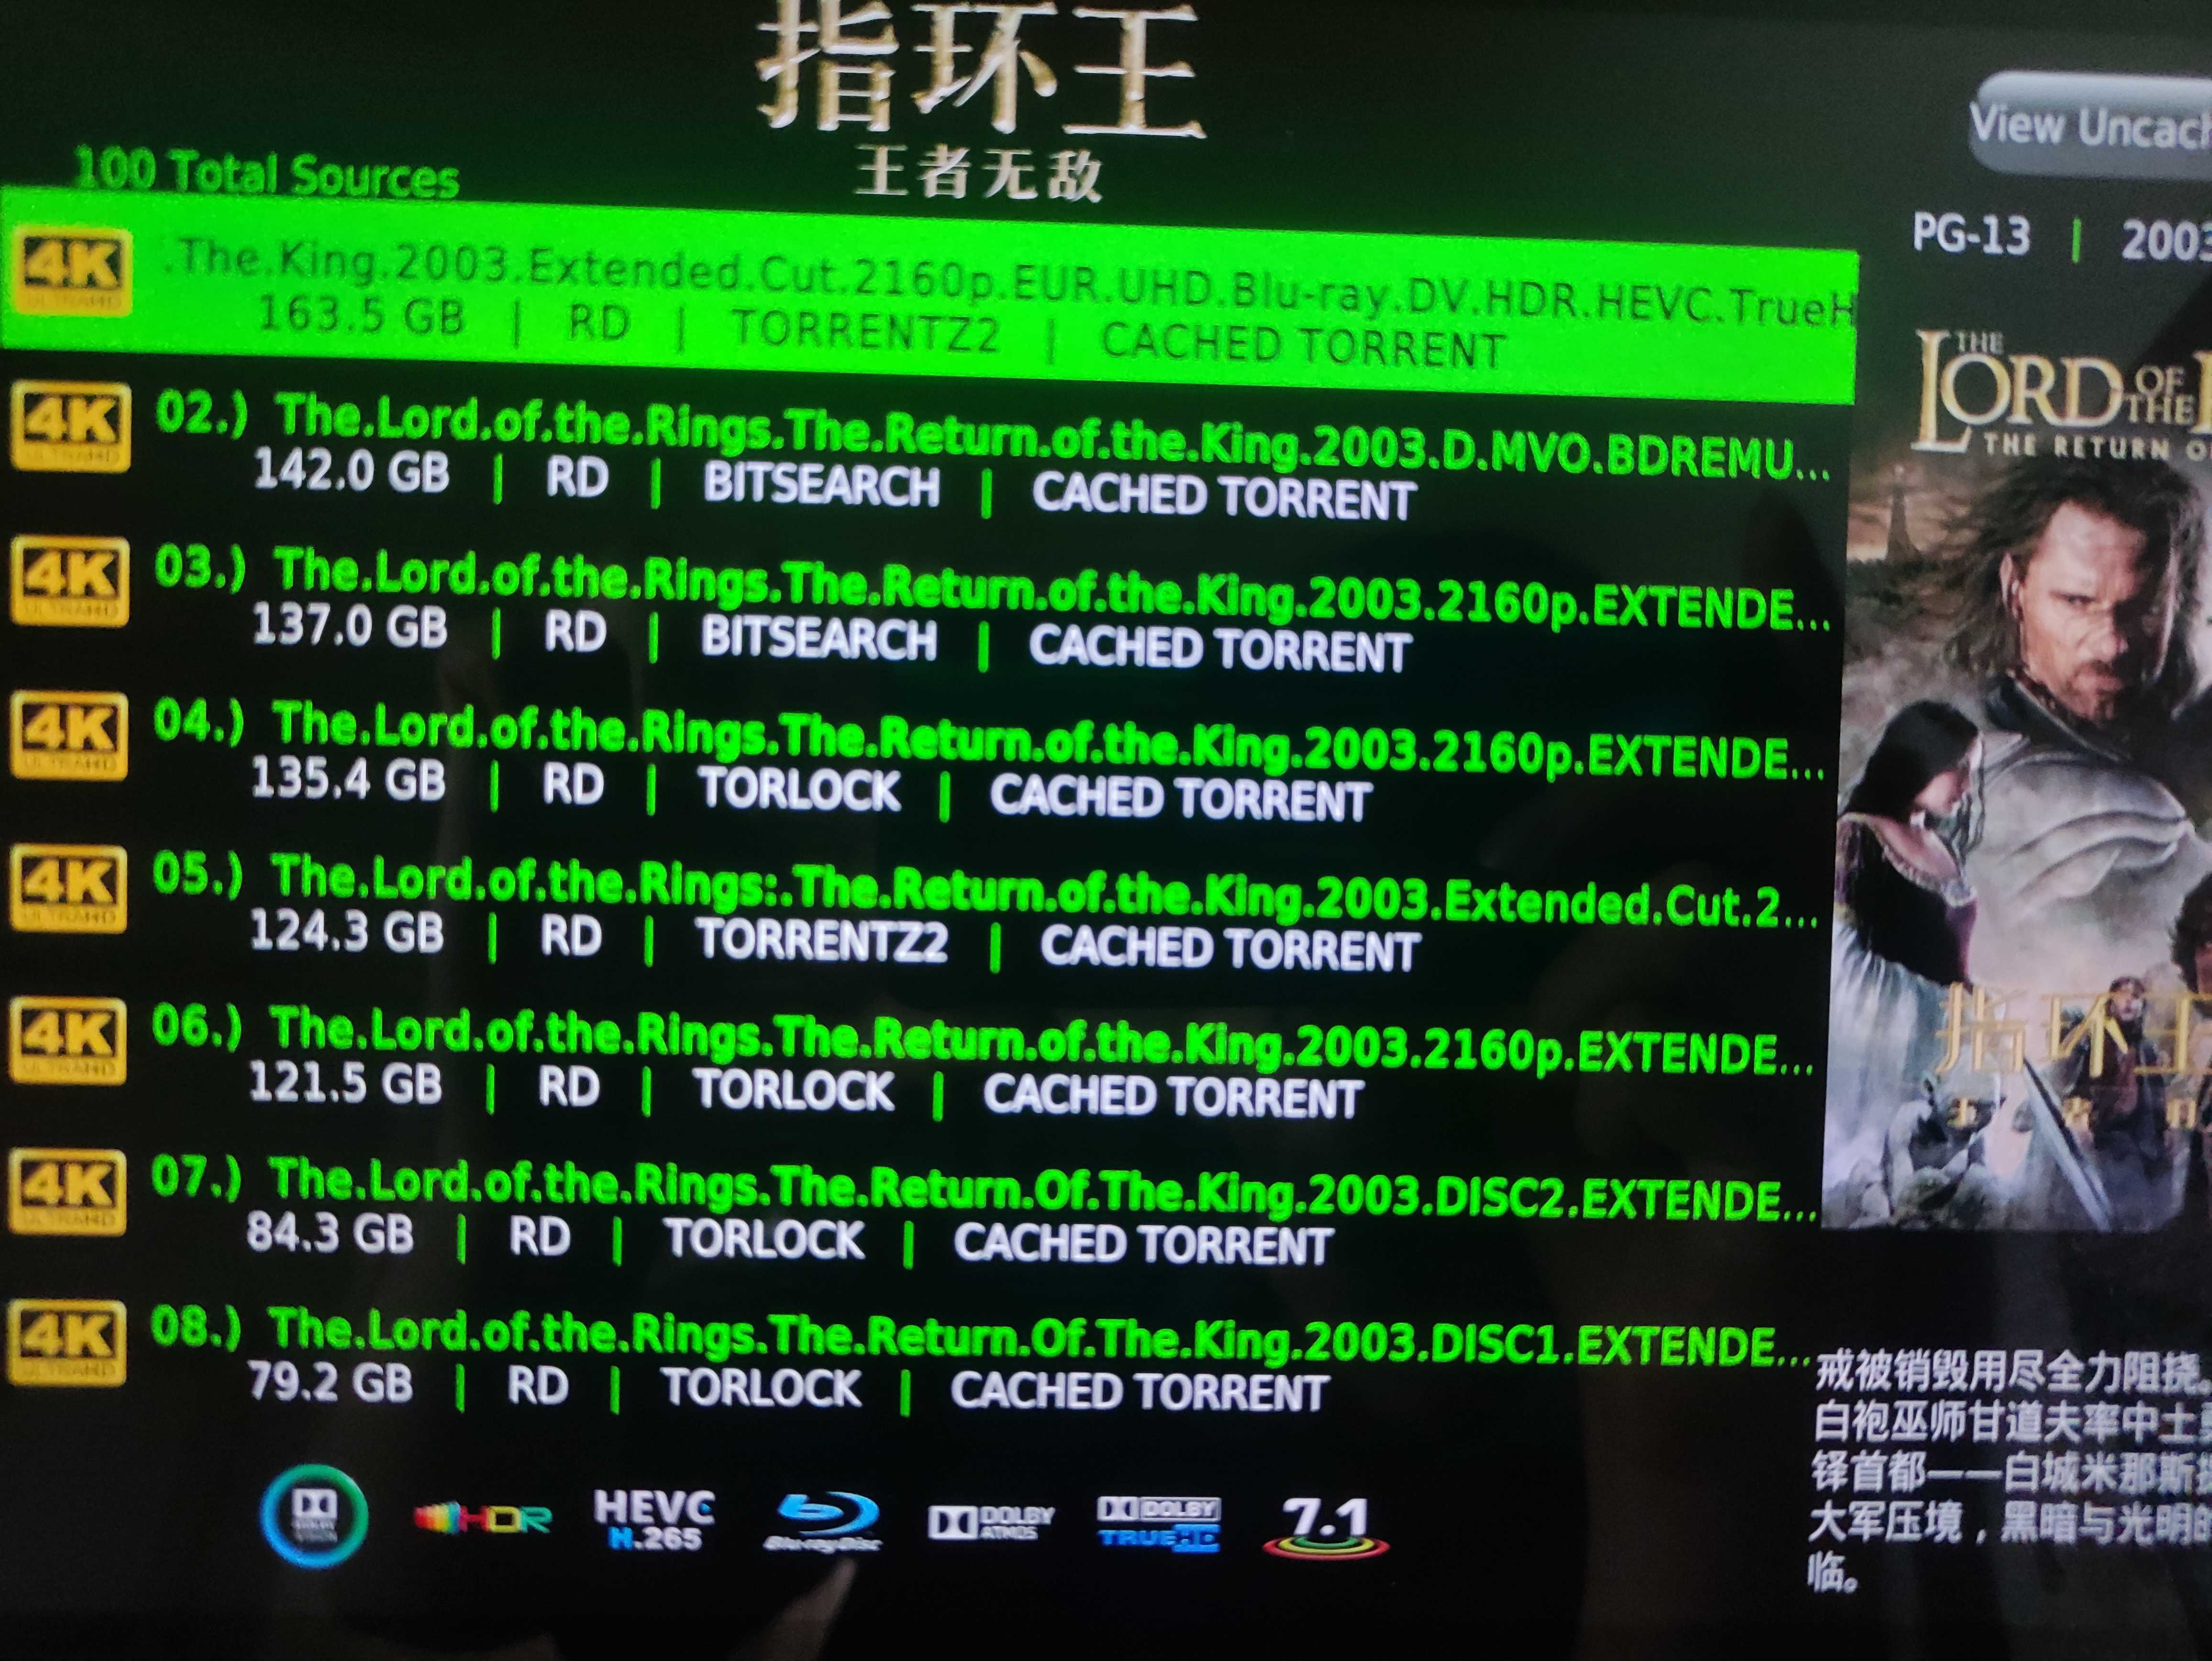 指环王
王者无敌
View Uncach
100 Total Sources
PG-13 | 2003
4K
ULTRAHD
.The.King.2003.Extended.Cut.2160p.EUR.UHD.Blu-ray.DV.HDR.HEVC.TrueH
163.5 GB | RD | TORRENTZ2 | CACHED TORRENT
4K
ULTRAHD
02.) The.Lord.of.the.Rings.The.Return.of.the.King.2003.D.MVO.BDREMU...
142.0 GB | RD | BITSEARCH | CACHED TORRENT
4K
ULTRAHD
03.) The.Lord.of.the.Rings.The.Return.of.the.King.2003.2160p.EXTENDE...
137.0 GB | RD | BITSEARCH | CACHED TORRENT
4K
ULTRAHD
04.) The.Lord.of.the.Rings.The.Return.of.the.King.2003.2160p.EXTENDE...
135.4 GB | RD | TORLOCK | CACHED TORRENT
4K
ULTRAHD
05.) The.Lord.of.the.Rings:.The.Return.of.the.King.2003.Extended.Cut.2...
124.3 GB | RD | TORRENTZ2 | CACHED TORRENT
4K
ULTRAHD
06.) The.Lord.of.the.Rings.The.Return.of.the.King.2003.2160p.EXTENDE...
121.5 GB | RD | TORLOCK | CACHED TORRENT
4K
ULTRAHD
07.) The.Lord.of.the.Rings.The.Return.Of.The.King.2003.DISC2.EXTENDE...
84.3 GB | RD | TORLOCK | CACHED TORRENT
4K
ULTRAHD
08.) The.Lord.of.the.Rings.The.Return.Of.The.King.2003.DISC1.EXTENDE...
79.2 GB | RD | TORLOCK | CACHED TORRENT
THE
LORD OF THE
THE RETURN O
指环王
王者
戒被销毁用尽全力阻挠。
白袍巫师甘道夫率中土
铎首都——白城米那斯
大军压境，黑暗与光明的
临。
DOLBY VISION
HDR
HEVC
H.265
Blu-ray Disc
DOLBY ATMOS
DOLBY
TRUEHD
7.1